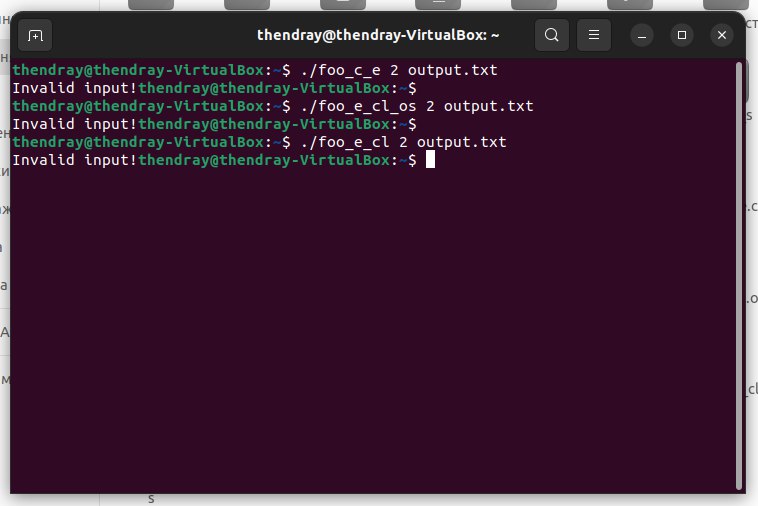 thendray@thendray-VirtualBox: ~
thendray@thendray-VirtualBox:~$ ./foo_c_e 2 output.txt
Invalid input!thendray@thendray-VirtualBox:~$
thendray@thendray-VirtualBox:~$ ./foo_e_cl_os 2 output.txt
Invalid input!thendray@thendray-VirtualBox:~$
thendray@thendray-VirtualBox:~$ ./foo_e_cl 2 output.txt
Invalid input!thendray@thendray-VirtualBox:~$
s